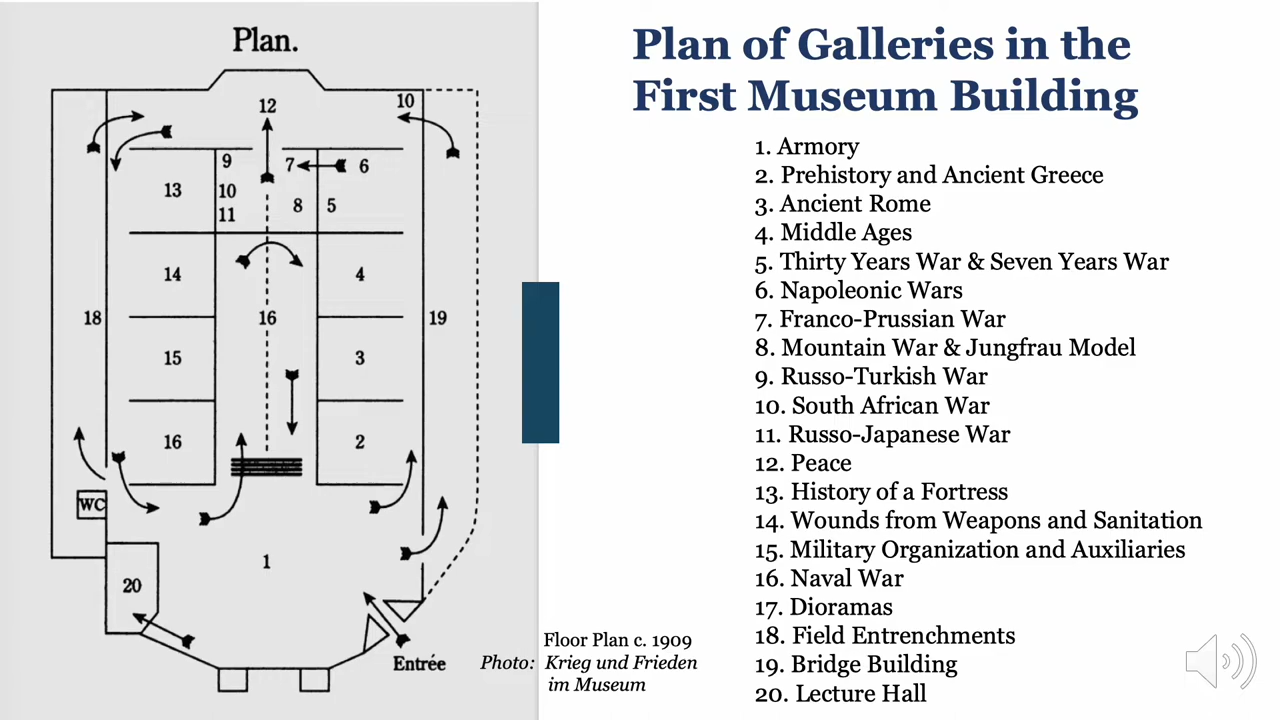 Plan.
12
10
9
7
6
13
10
11
8
5
14
4
18
16
19
15
3
16
2
WC
1
20
Entrée
Plan of Galleries in the
First Museum Building
1. Armory
2. Prehistory and Ancient Greece
3. Ancient Rome
4. Middle Ages
5. Thirty Years War & Seven Years War
6. Napoleonic Wars
7. Franco-Prussian War
8. Mountain War & Jungfrau Model
9. Russo-Turkish War
10. South African War
11. Russo-Japanese War
12. Peace
13. History of a Fortress
14. Wounds from Weapons and Sanitation
15. Military Organization and Auxiliaries
16. Naval War
17. Dioramas
18. Field Entrenchments
19. Bridge Building
20. Lecture Hall
Floor Plan c. 1909
Photo: Krieg und Frieden
im Museum